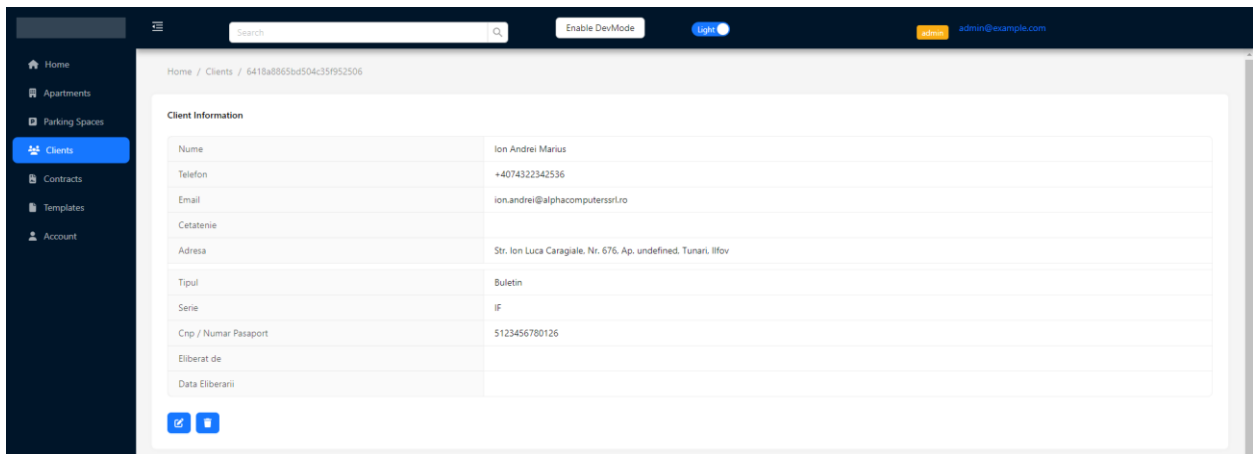 Search
Enable DevMode
Light
admin
admin@example.com
Home
Apartments
Parking Spaces
Clients
Contracts
Templates
Account
Home / Clients / 6418a8865bd504c35f952506
Client Information
Nume Ion Andrei Marius
Telefon +4074322342536
Email ion.andrei@alphacomputerssrl.ro
Cetatenie
Adresa Str. Ion Luca Caragiale, Nr. 676, Ap. undefined, Tunari, Ilfov
Tipul Buletin
Serie IF
Cnp / Numar Pasaport 5123456780126
Eliberat de
Data Eliberarii